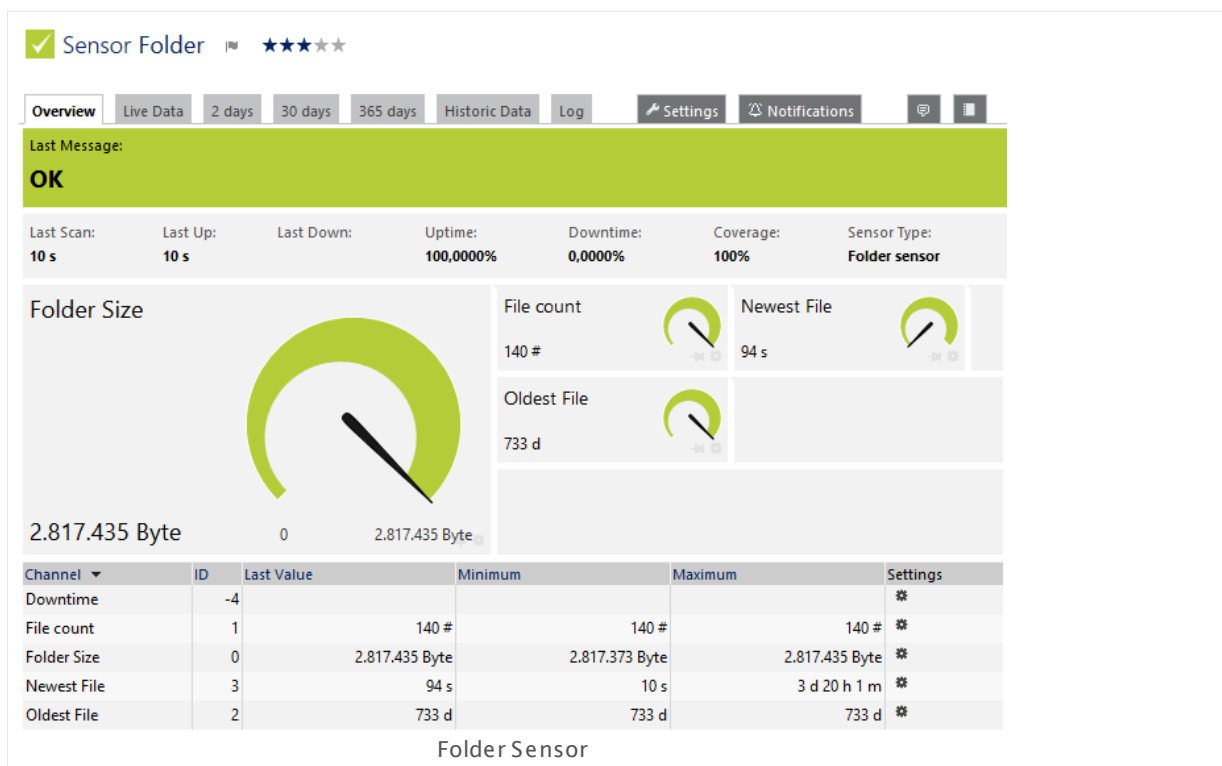 Sensor Folder
Overview Live Data 2 days 30 days 365 days Historic Data Log Settings Notifications
Last Message:
OK
Last Scan: Last Up: Last Down: Uptime: Downtime: Coverage: Sensor Type:
10 s 10 s 100,0000% 0,0000% 100% Folder sensor
Folder Size
File count
140 #
Newest File
94 s
Oldest File
733 d
2.817.435 Byte
0 2.817.435 Byte
Channel ID Last Value Minimum Maximum Settings
Downtime -4
File count 1 140 # 140 # 140 #
Folder Size 0 2.817.435 Byte 2.817.373 Byte 2.817.435 Byte
Newest File 3 94 s 10 s 3 d 20 h 1 m
Oldest File 2 733 d 733 d 733 d
Folder Sensor